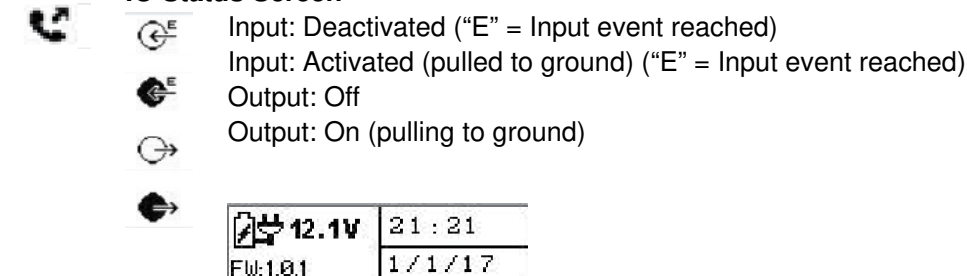 IO Status Screen
Input: Deactivated (“E” = Input event reached)
Input: Activated (pulled to ground) (“E” = Input event reached)
Output: Off
Output: On (pulling to ground)
E
E
12.1V
21:21
FW:1.0.1
1/1/17